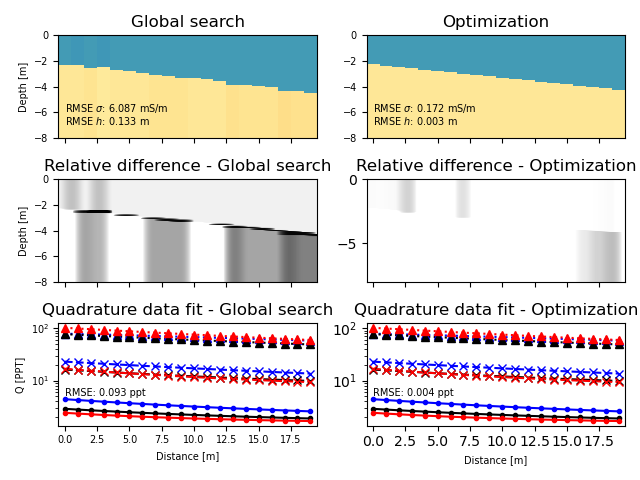 Global search
Optimization
0
−2
−4
−6
−8
Depth [m]
RMSE σ: 6.087 mS/m
RMSE h: 0.133 m
0
−2
−4
−6
−8
RMSE σ: 0.172 mS/m
RMSE h: 0.003 m
Relative difference - Global search
Relative difference - Optimization
0
−2
−4
−6
−8
Depth [m]
0
−5
Quadrature data fit - Global search
Quadrature data fit - Optimization
10²
10¹
Q [PPT]
RMSE: 0.093 ppt
0.0 2.5 5.0 7.5 10.0 12.5 15.0 17.5
Distance [m]
10²
10¹
RMSE: 0.004 ppt
0.0 2.5 5.0 7.5 10.0 12.5 15.0 17.5
Distance [m]